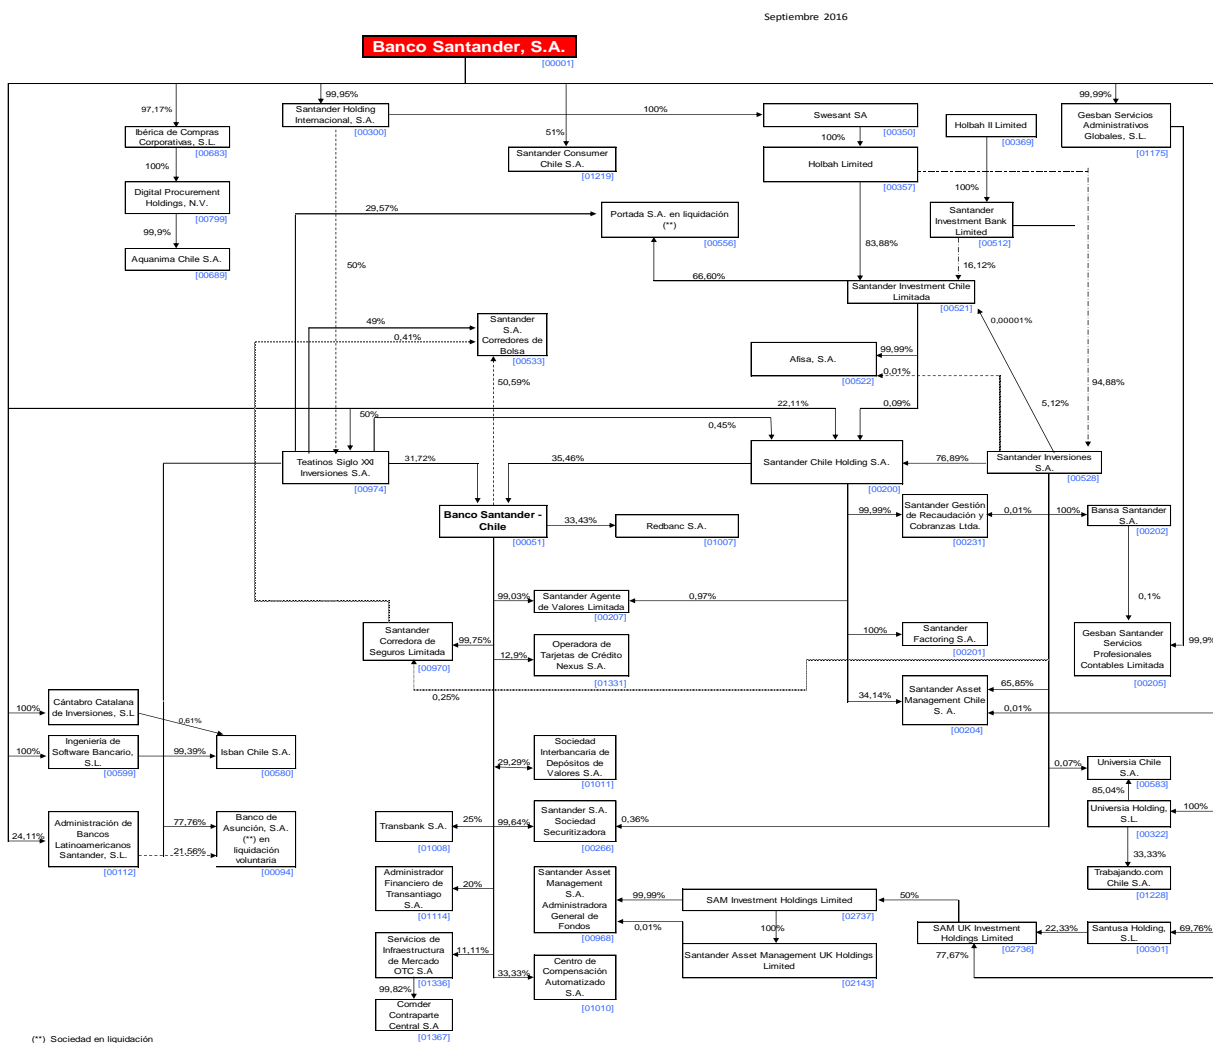 Septiembre 2016
Banco Santander, S.A.
[00001]
97,17%
99,95%
51%
100%
99,99%
Ibérica de Compras
Corporativas, S.L.
[00683]
Santander Holding
Internacional, S.A.
[00300]
Santander Consumer
Chile S.A.
[01219]
Swesant SA
[00350]
100%
Holbah II Limited
[00369]
Gesban Servicios
Administrativos
Globales, S.L.
[01175]
100%
Digital Procurement
Holdings, N.V.
[00799]
99,9%
Aquanima Chile S.A.
[00689]
Holbah Limited
[00357]
100%
29,57%
Portada S.A. en liquidación
(**)
[00556]
Santander
Investment Bank
Limited
[00512]
83,88%
16,12%
50%
66,60%
Santander Investment Chile
Limitada
[00521]
0,00001%
49%
0,41%
Santander
S.A.
Corredores de
Bolsa
[00533]
Afisa, S.A.
[00522]
99,99%
0,01%
50,59%
94,88%
5,12%
22,11%
0,09%
50%
0,45%
Teatinos Siglo XXI
Inversiones S.A.
[00974]
31,72%
35,46%
Santander Chile Holding S.A.
[00200]
76,89%
Santander Inversiones
S.A.
[00528]
Banco Santander -
Chile
[00051]
33,43%
Redbanc S.A.
[01007]
99,99%
Santander Gestión
de Recaudación y
Cobranzas Ltda.
[00231]
0,01%
100%
Bansa Santander
S.A.
[00202]
99,03%
Santander Agente
de Valores Limitada
[00207]
0,97%
0,1%
Santander
Corredora de
Seguros Limitada
[00970]
99,75%
12,9%
Operadora de
Tarjetas de Crédito
Nexus S.A.
[01331]
100%
Santander
Factoring S.A.
[00201]
Gesban Santander
Servicios
Profesionales
Contables Limitada
[00205]
99,9%
0,25%
34,14%
Santander Asset
Management Chile
S. A.
[00204]
65,85%
0,01%
100%
Cántabro Catalana
de Inversiones, S.L
0,61%
100%
Ingeniería de
Software Bancario,
S.L.
[00599]
99,39%
Isban Chile S.A.
[00580]
29,29%
Sociedad
Interbancaria de
Depósitos de
Valores S.A.
[01011]
0,07%
Universia Chile
S.A.
[00583]
85,04%
24,11%
Administración de
Bancos
Latinoamericanos
Santander, S.L.
[00112]
77,76%
21,56%
Banco de
Asunción, S.A.
(**) en
liquidación
voluntaria
[00094]
Transbank S.A.
[01008]
25%
99,64%
Santander S.A.
Sociedad
Securitizadora
[00266]
0,36%
Universia Holding,
S.L.
[00322]
100%
33,33%
Trabajando.com
Chile S.A.
[01228]
Administrador
Financiero de
Transantiago
S.A.
[01114]
20%
Santander Asset
Management
S.A.
Administradora
General de
Fondos
[00968]
99,99%
0,01%
SAM Investment Holdings Limited
[02737]
50%
100%
Santander Asset Management UK Holdings
Limited
[02143]
SAM UK Investment
Holdings Limited
[02736]
22,33%
77,67%
Santusa Holding,
S.L.
[00301]
69,76%
Servicios de
Infraestructura
de Mercado
OTC S.A
[01336]
11,11%
33,33%
Centro de
Compensación
Automatizado
S.A.
[01010]
99,82%
Comder
Contraparte
Central S.A
[01367]
(**) Sociedad en liquidación